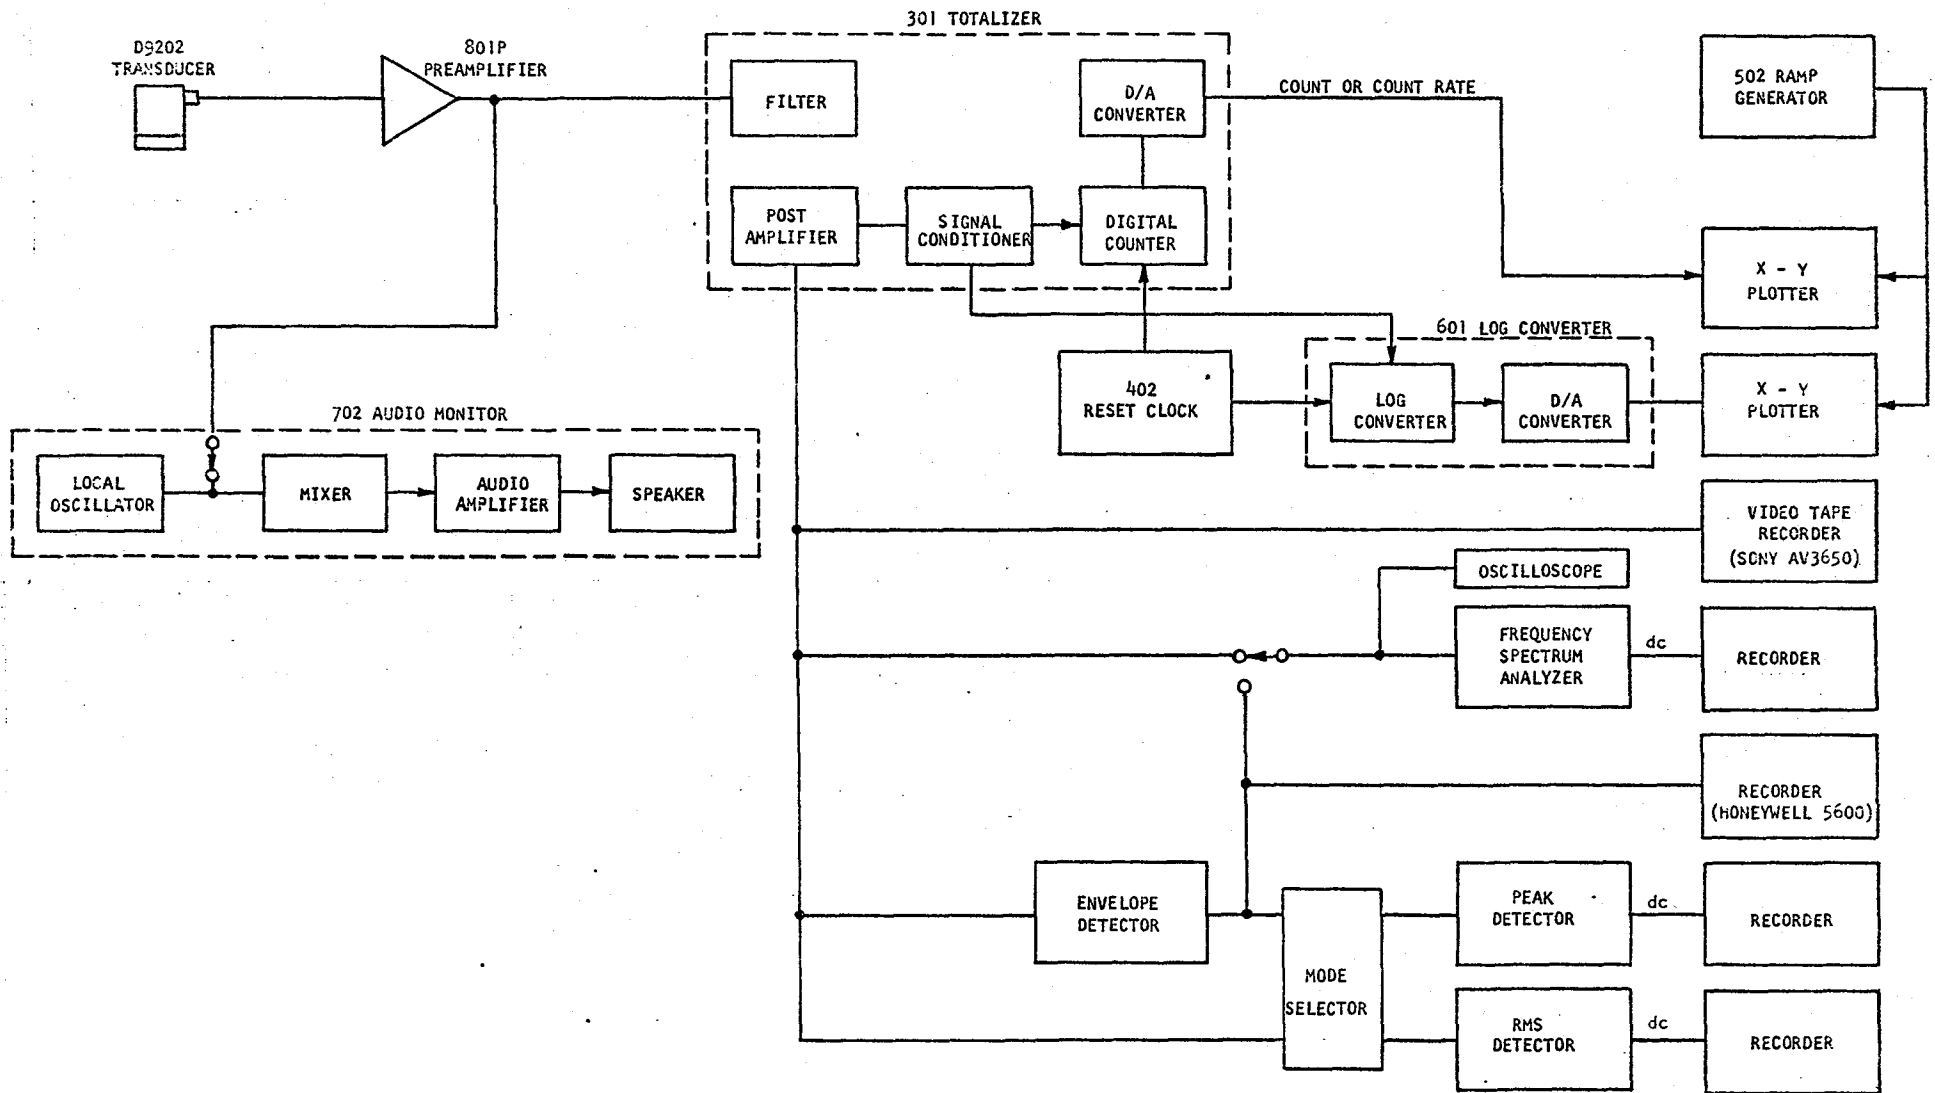 301 TOTALIZER
D9202
TRANSDUCER
801P
PREAMPLIFIER
FILTER
D/A
CONVERTER
COUNT OR COUNT RATE
502 RAMP
GENERATOR
POST
AMPLIFIER
SIGNAL
CONDITIONER
DIGITAL
COUNTER
X - Y
PLOTTER
601 LOG CONVERTER
402
RESET CLOCK
LOG
CONVERTER
D/A
CONVERTER
X - Y
PLOTTER
702 AUDIO MONITOR
LOCAL
OSCILLATOR
MIXER
AUDIO
AMPLIFIER
SPEAKER
VIDEO TAPE
RECORDER
(SONY AV3650)
OSCILLOSCOPE
FREQUENCY
SPECTRUM
ANALYZER
dc
RECORDER
RECORDER
(HONEYWELL 5600)
ENVELOPE
DETECTOR
MODE
SELECTOR
PEAK
DETECTOR
dc
RECORDER
RMS
DETECTOR
dc
RECORDER